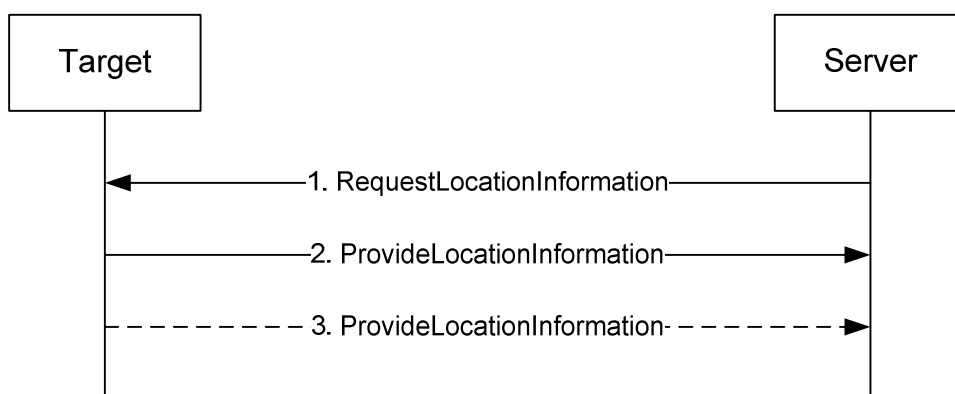 Target
Server
1. RequestLocationInformation
2. ProvideLocationInformation
3. ProvideLocationInformation